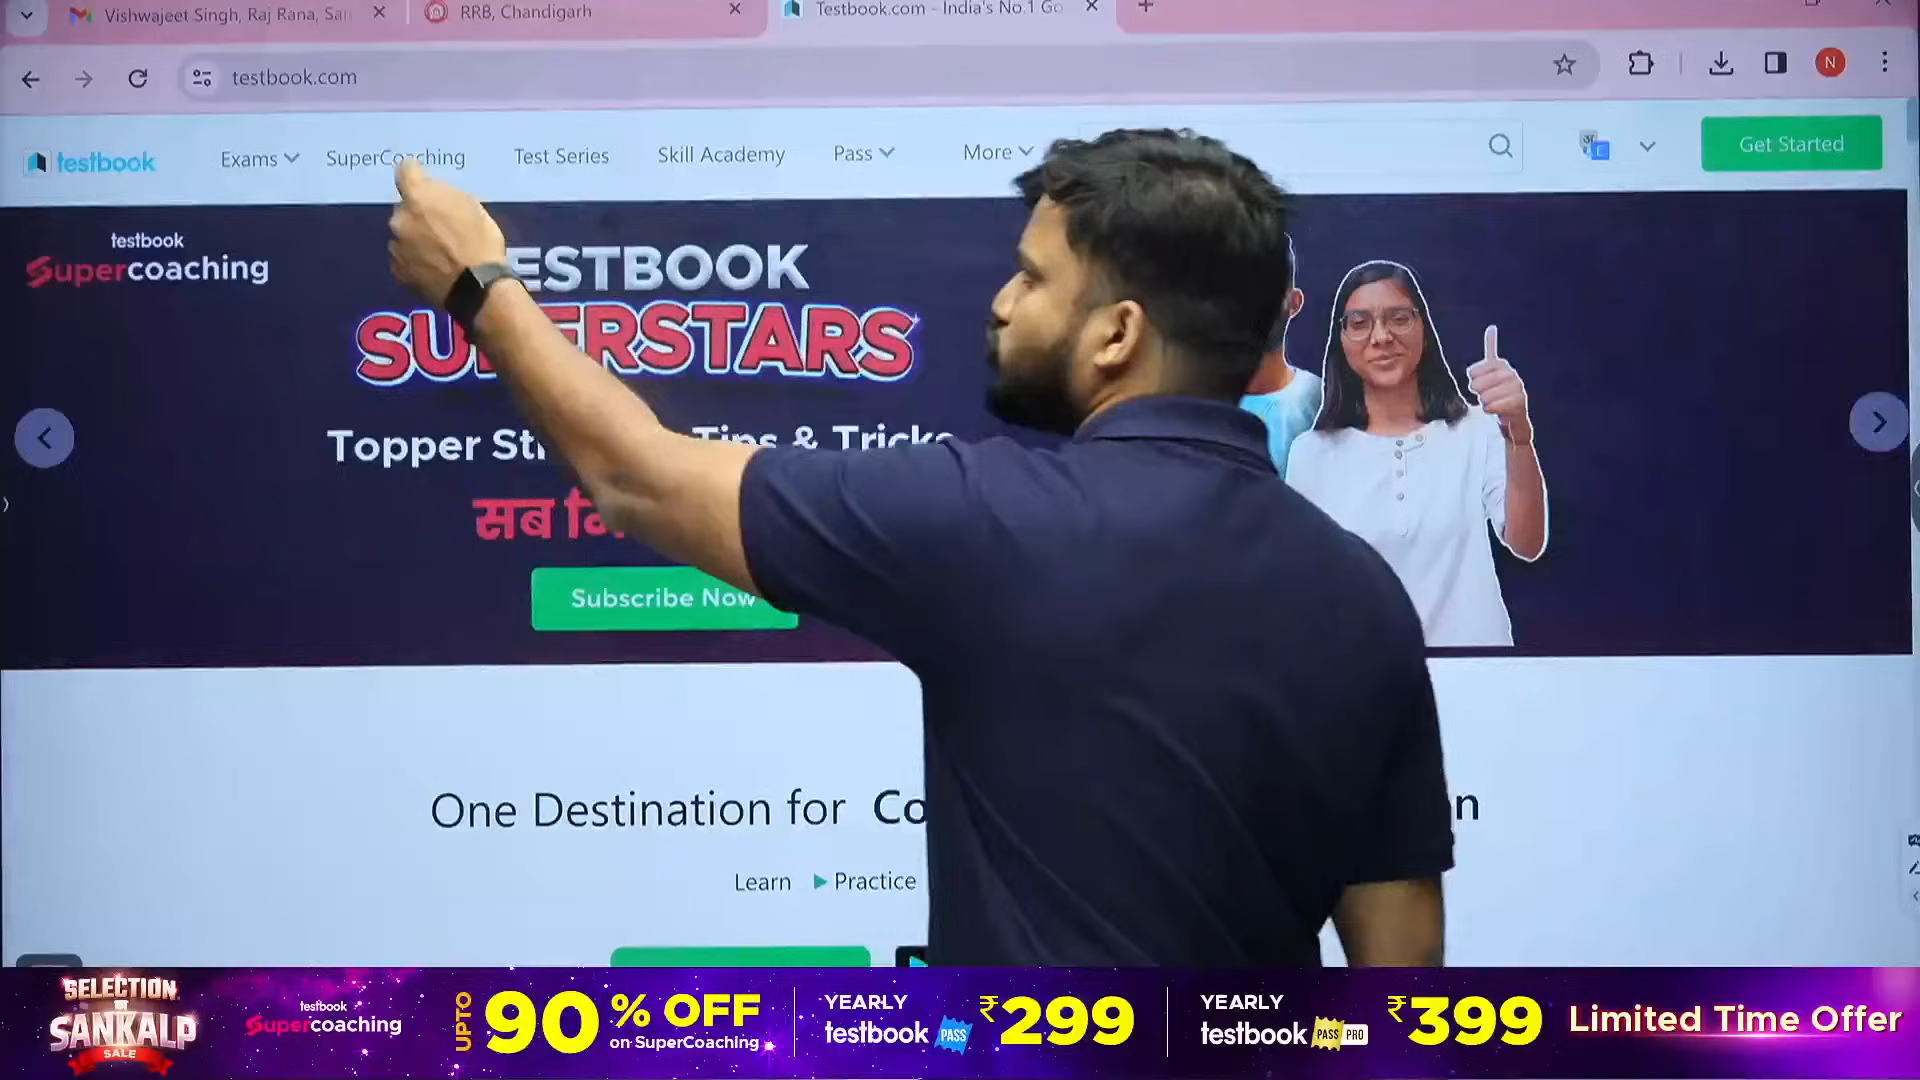 Vishwajeet Singh, Raj Rana, Sar
RRB, Chandigarh
Testbook.com - India's No.1 Go
testbook.com
testbook
Exams
SuperCoaching
Test Series
Skill Academy
Pass
More
Get Started
N
testbook
Supercoaching
ESTBOOK
SUPERSTARS
Topper St Tips & Tricks
सब
Subscribe Now
One Destination for Co n
Learn
Practice
SELECTION
SANKALP
SALE
testbook
Supercoaching
UPTO 90% OFF
on SuperCoaching
YEARLY
testbook PASS
₹299
YEARLY
testbook PASS PRO
₹399
Limited Time Offer